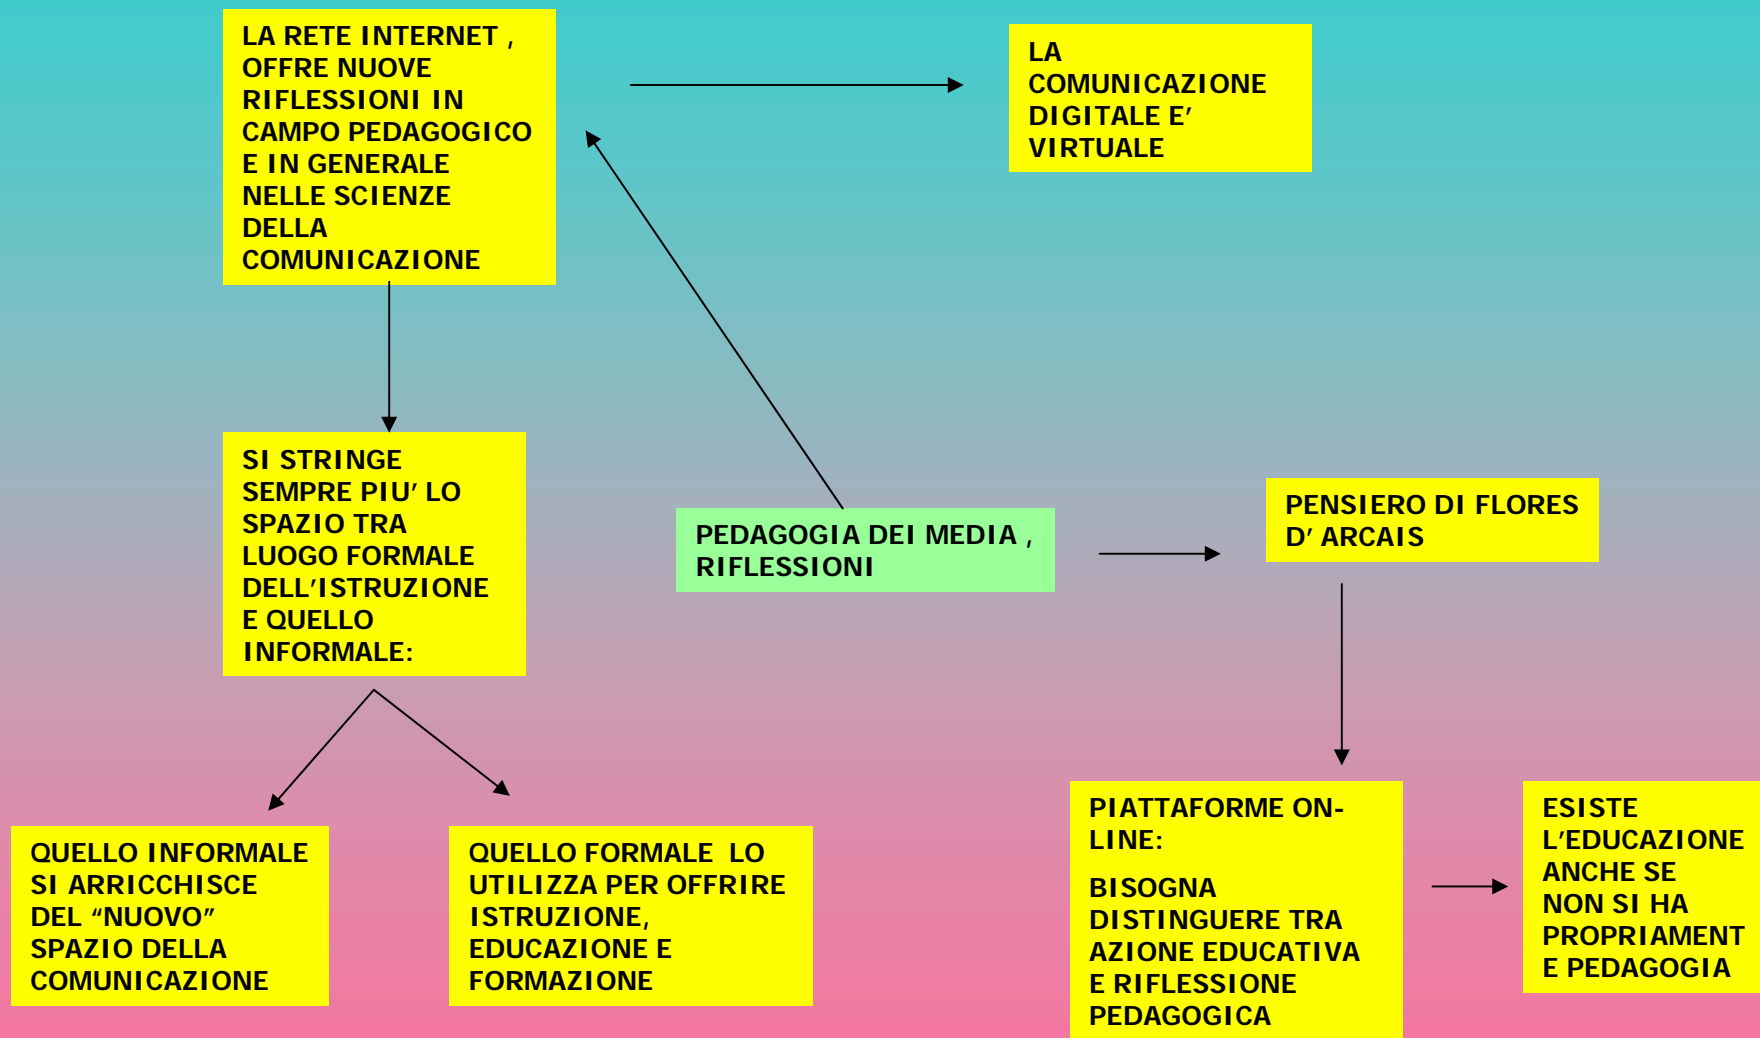 LA RETE INTERNET ,
OFFRE NUOVE
RIFLESSIONI IN
CAMPO PEDAGOGICO
E IN GENERALE
NELLE SCIENZE
DELLA
COMUNICAZIONE
LA
COMUNICAZIONE
DIGITALE E'
VIRTUALE
SI STRINGE
SEMPRE PIU' LO
SPAZIO TRA
LUOGO FORMALE
DELL'ISTRUZIONE
E QUELLO
INFORMALE:
PEDAGOGIA DEI MEDIA ,
RIFLESSIONI
PENSIERO DI FLORES
D' ARCAIS
QUELLO INFORMALE
SI ARRICCHISCE
DEL “NUOVO”
SPAZIO DELLA
COMUNICAZIONE
QUELLO FORMALE LO
UTILIZZA PER OFFRIRE
ISTRUZIONE,
EDUCAZIONE E
FORMAZIONE
PIATTAFORME ON-
LINE:
BISOGNA
DISTINGUERE TRA
AZIONE EDUCATIVA
E RIFLESSIONE
PEDAGOGICA
ESISTE
L'EDUCAZIONE
ANCHE SE
NON SI HA
PROPRIAMENT
E PEDAGOGIA